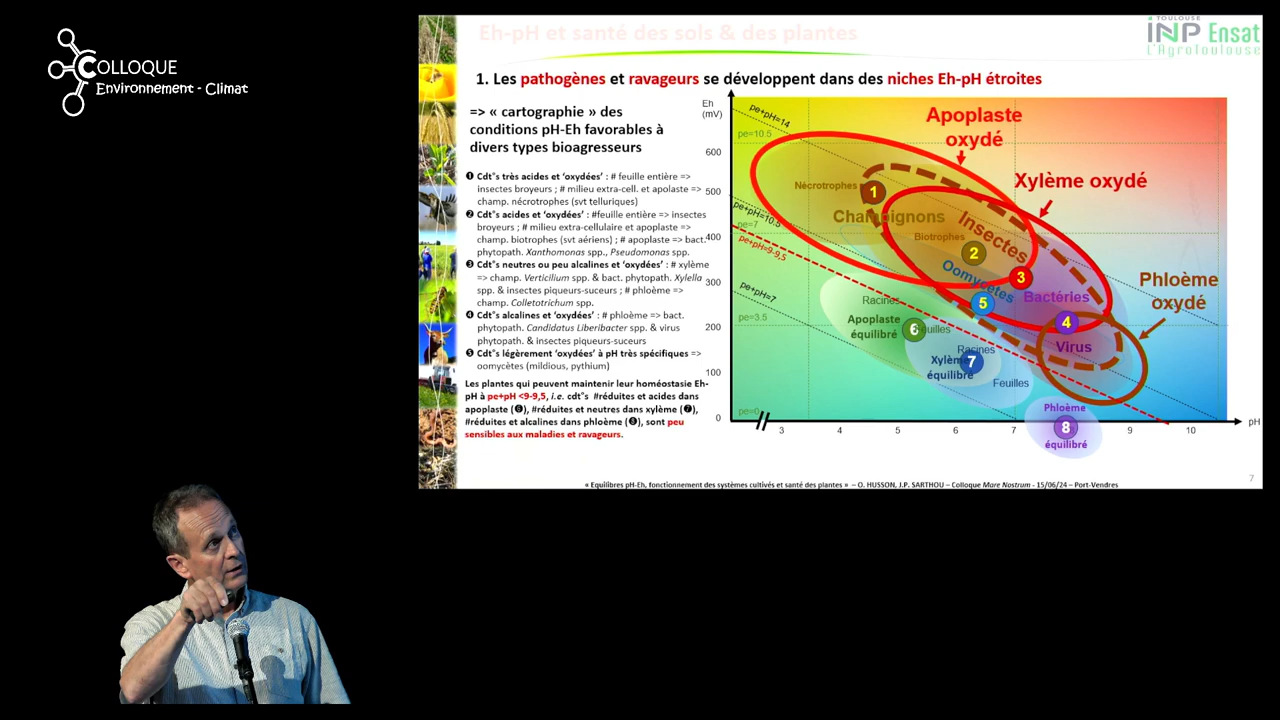 COLLOQUE
Environnement - Climat
Eh-pH et santé des sols & des plantes
TOULOUSE
INP Ensat
L'AgroToulouse
1. Les pathogènes et ravageurs se développent dans des niches Eh-pH étroites
=> « cartographie » des
conditions pH-Eh favorables à
divers types bioagresseurs
❶ Cdt°s très acides et ‘oxydées’ : # feuille entière =>
insectes broyeurs ; # milieu extra-cell. et apolaste =>
champ. nécrotrophes (svt telluriques)
❷ Cdt°s acides et ‘oxydées’ : #feuille entière => insectes
broyeurs ; # milieu extra-cellulaire et apoplaste =>
champ. biotrophes (svt aériens) ; # apoplaste => bact.
phytopath. Xanthomonas spp., Pseudomonas spp.
❸ Cdt°s neutres ou peu alcalines et ‘oxydées’ : # xylème
=> champ. Verticilium spp. & bact. phytopath. Xylella
spp. & insectes piqueurs-suceurs ; # phloème =>
champ. Colletotrichum spp.
❹ Cdt°s alcalines et ‘oxydées’ : # phloème => bact.
phytopath. Candidatus Liberibacter spp. & virus
phytopath. & insectes piqueurs-suceurs
❺ Cdt°s légèrement ‘oxydées’ à pH très spécifiques =>
oomycètes (mildious, pythium)
Les plantes qui peuvent maintenir leur homéostasie Eh-
pH à pe+pH <9-9,5, i.e. cdt°s #réduites et acides dans
apoplaste (❻), #réduites et neutres dans xylème (❼),
#réduites et alcalines dans phloème (❽), sont peu
sensibles aux maladies et ravageurs.
Eh
(mV)
600
500
400
300
200
100
0
pe+pH=14
pe=10.5
pe+pH=10.5
pe=7
pe+pH=9-9,5
pe+pH=7
pe=3.5
pe=0
Apoplaste
oxydé
Xylème oxydé
Phloème
oxydé
Nécrotrophes
1
Champignons
Biotrophes
2
Insectes
3
Oomycètes
5
Bactéries
4
Virus
Racines
Apoplaste
équilibré
6
Feuilles
Racines
Xylème
équilibré
7
Feuilles
Phloème
8
équilibré
3 4 5 6 7 9 10
pH
« Equilibres pH-Eh, fonctionnement des systèmes cultivés et santé des plantes » – O. HUSSON, J.P. SARTHOU – Colloque Mare Nostrum - 15/06/24 – Port-Vendres
7